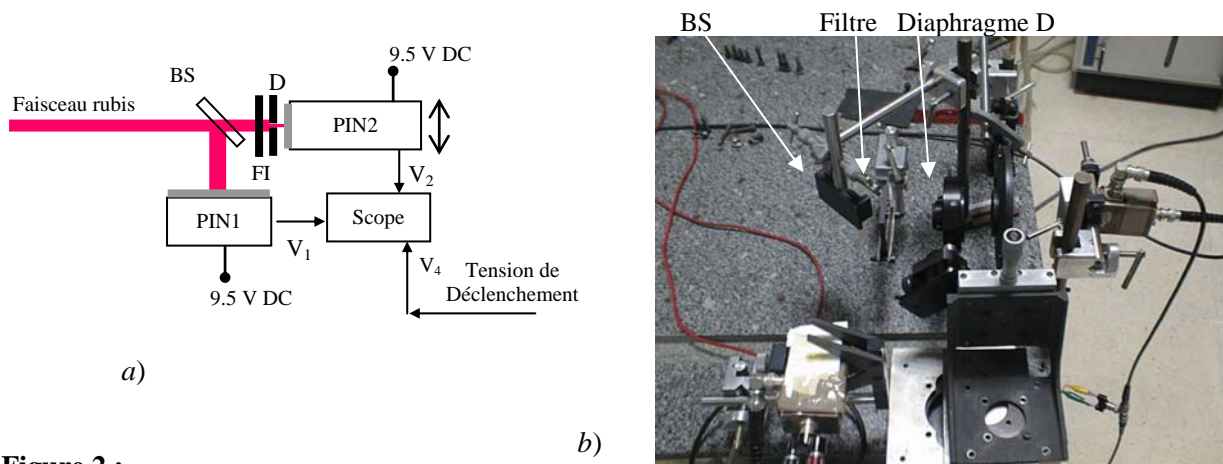 BS Filtre Diaphragme D
9.5 V DC
BS
D
Faisceau rubis
PIN2
FI
V2
PIN1
Scope
V1
V4
Tension de
Déclenchement
9.5 V DC
a)
b)
Figure 2 :